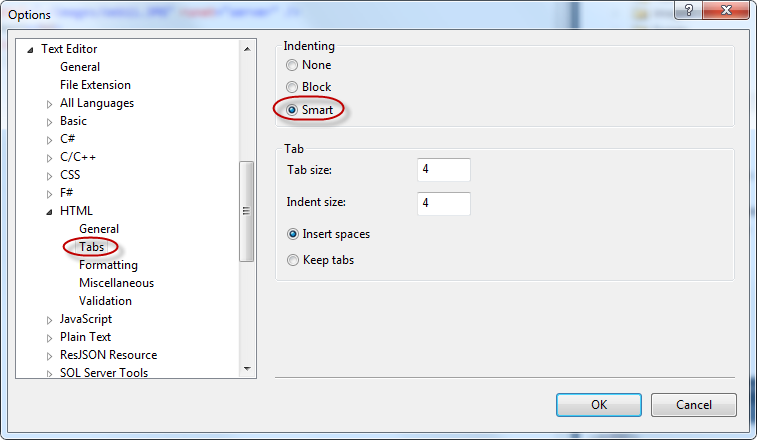 Options
Text Editor
General
File Extension
All Languages
Basic
C#
C/C++
CSS
F#
HTML
General
Tabs
Formatting
Miscellaneous
Validation
JavaScript
Plain Text
ResJSON Resource
SQL Server Tools
Indenting
None
Block
Smart
Tab
Tab size: 4
Indent size: 4
Insert spaces
Keep tabs
OK
Cancel